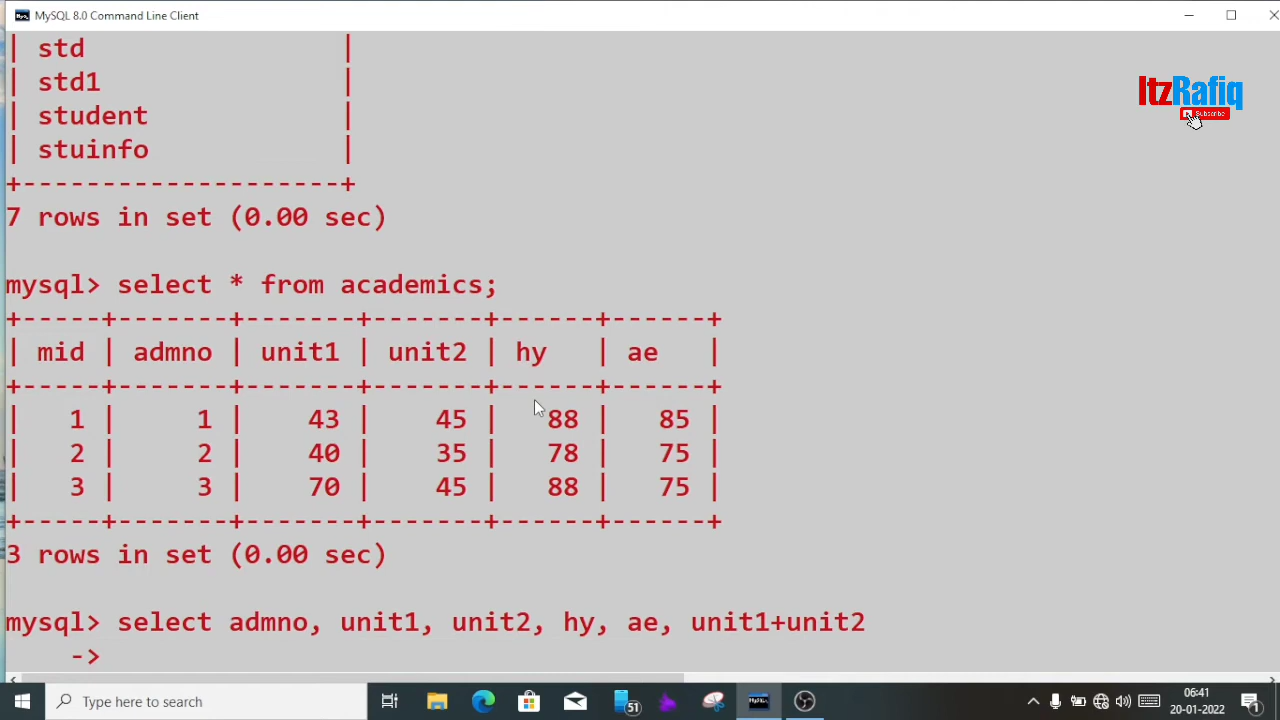 MySQL 8.0 Command Line Client
| std |
| std1 |
| student |
| stuinfo |
+--------------------+
7 rows in set (0.00 sec)
mysql> select * from academics;
+-----+-------+-------+-------+------+------+
| mid | admno | unit1 | unit2 | hy | ae |
+-----+-------+-------+-------+------+------+
| 1 | 1 | 43 | 45 | 88 | 85 |
| 2 | 2 | 40 | 35 | 78 | 75 |
| 3 | 3 | 70 | 45 | 88 | 75 |
+-----+-------+-------+-------+------+------+
3 rows in set (0.00 sec)
mysql> select admno, unit1, unit2, hy, ae, unit1+unit2
->
ItzRafiq
Subscribe
Type here to search
51
06:41
20-01-2022
1